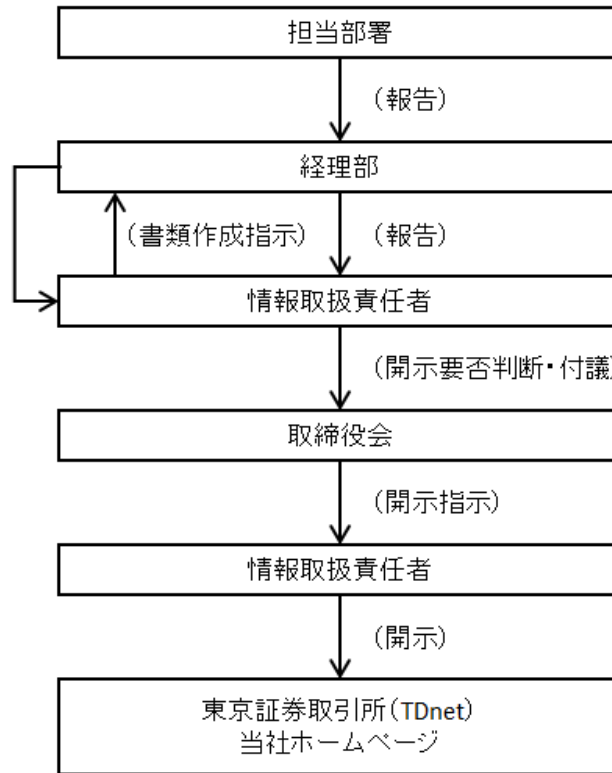 担当部署
(報告)
経理部
(書類作成指示)
(報告)
情報取扱責任者
(開示要否判断・付議)
取締役会
(開示指示)
情報取扱責任者
(開示)
東京証券取引所(TDnet)
当社ホームページ